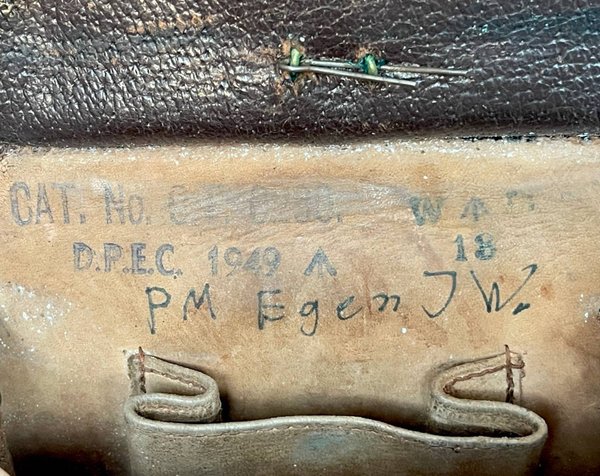 CAT. No.
W ↑ D
D.P.E.C. 1949 ↑
18
PM Egen JW.